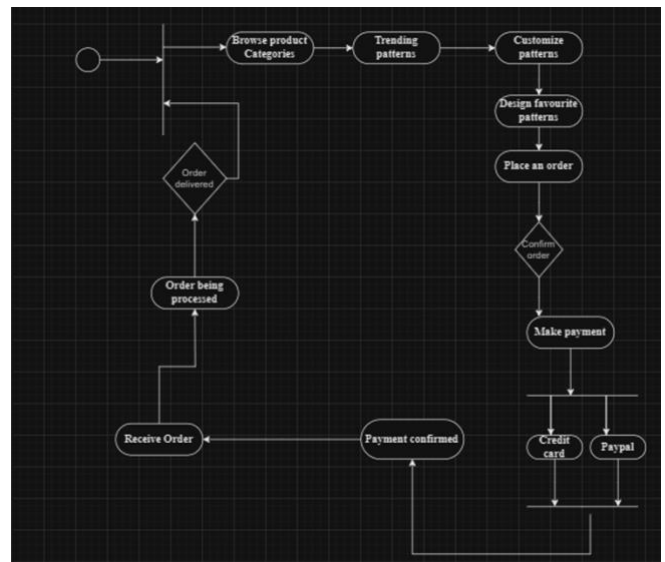 Browse product
Categories
Trending
patterns
Customize
patterns
Design favourite
patterns
Place an order
Confirm
order
Make payment
Credit
card
Paypal
Payment confirmed
Receive Order
Order being
processed
Order
delivered